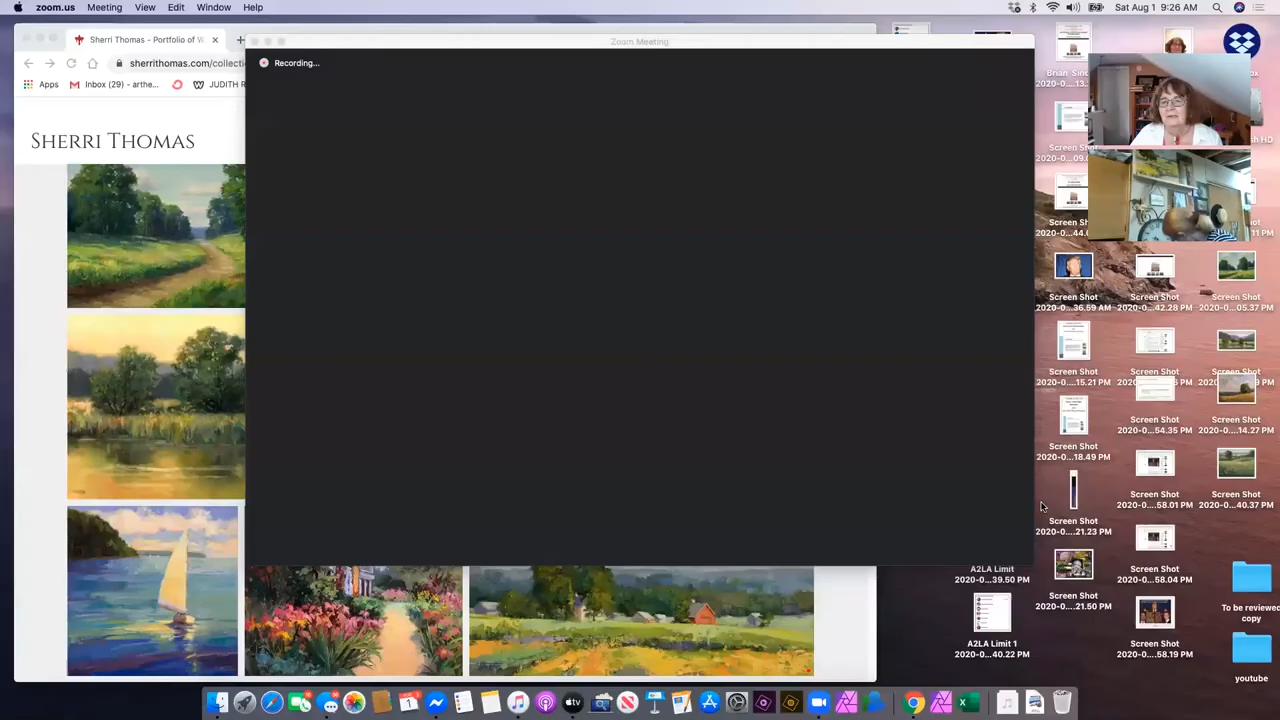 zoom.us Meeting View Edit Window Help
Sat Aug 1 9:26 AM
Sherri Thomas - Portfolio of W
Zoom Meeting
sherrithomas.com/collecti
Recording...
Apps Inbox (29) - arthe... JUDITH R
SHERRI THOMAS
Screen Shot
2020-0....36.59 AM
Screen Shot
2020-0....42.28 PM
Screen Shot
2020-0....05.37 PM
Screen Shot
2020-0....15.21 PM
Screen Shot
2020-0....18.49 PM
Screen Shot
2020-0....54.35 PM
Screen Shot
2020-0....14.27 PM
Screen Shot
2020-0....58.01 PM
Screen Shot
2020-0....40.37 PM
Screen Shot
2020-0....21.23 PM
A2LA Limit
2020-0....39.50 PM
Screen Shot
2020-0....21.50 PM
Screen Shot
2020-0....58.04 PM
To be reviewed
copy
A2LA Limit 1
2020-0....40.22 PM
Screen Shot
2020-0....58.19 PM
youtube